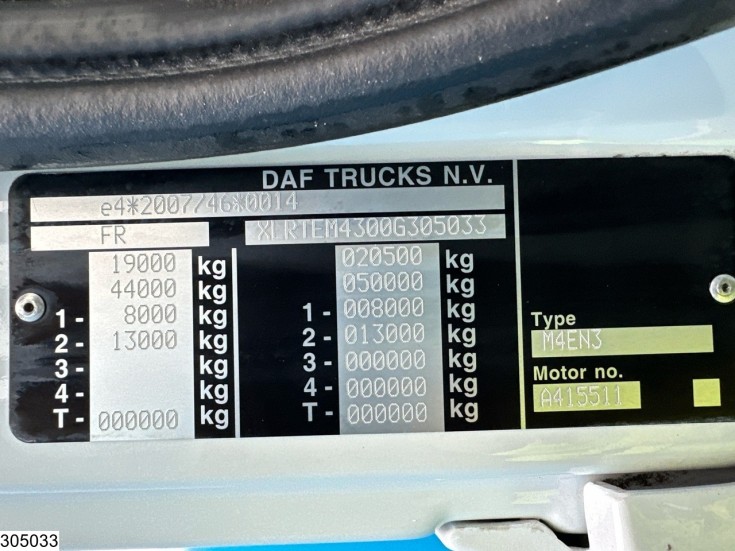 DAF TRUCKS N.V.
e4*2007/46*0014
FR XLRTEM4300G305033
19000 kg 020500 kg
44000 kg 050000 kg
1 - 8000 kg 1 - 008000 kg
2 - 13000 kg 2 - 013000 kg
3 - kg 3 - 000000 kg
4 - kg 4 - 000000 kg
T - 000000 kg T - 000000 kg
Type
M4EN3
Motor no.
A415511
305033